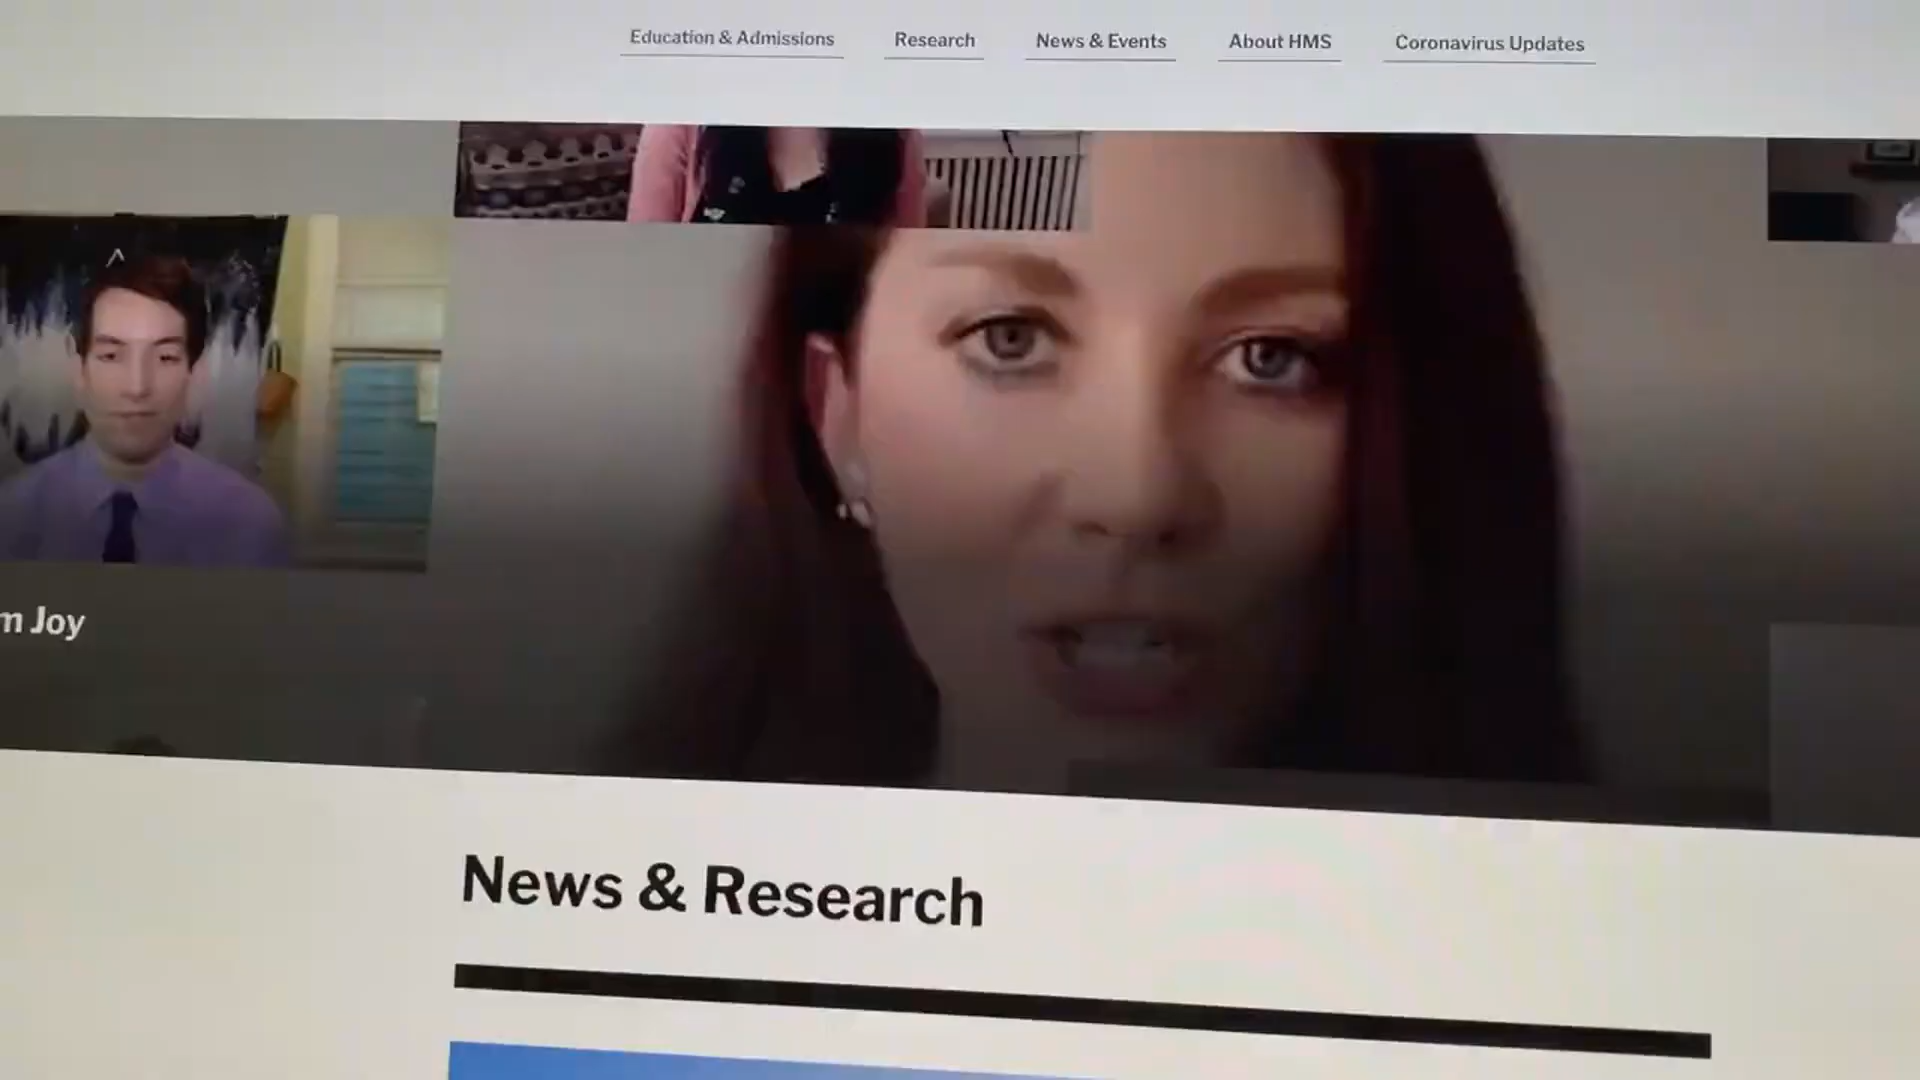 Education & Admissions
Research
News & Events
About HMS
Coronavirus Updates
Joy
News & Research